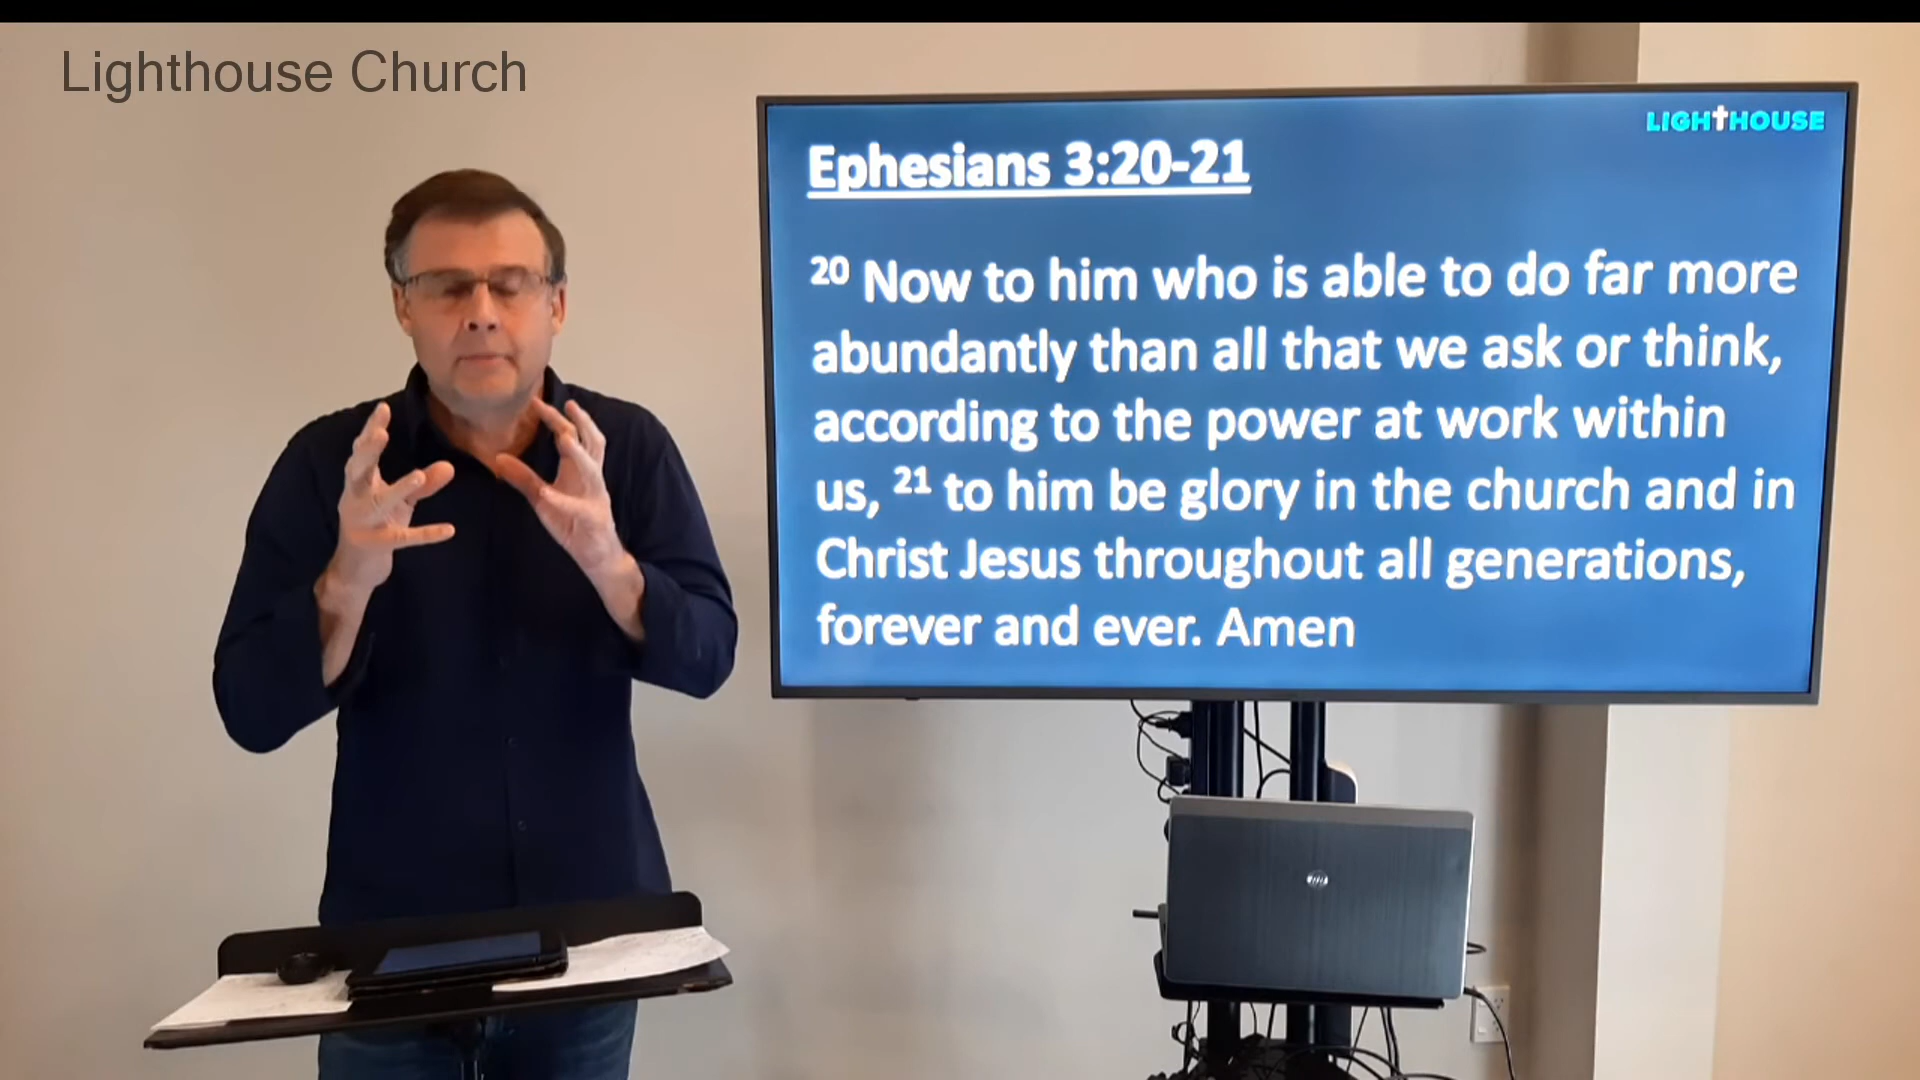 Lighthouse Church
LIGHTHOUSE
Ephesians 3:20-21
20 Now to him who is able to do far more
abundantly than all that we ask or think,
according to the power at work within
us, 21 to him be glory in the church and in
Christ Jesus throughout all generations,
forever and ever. Amen
hp